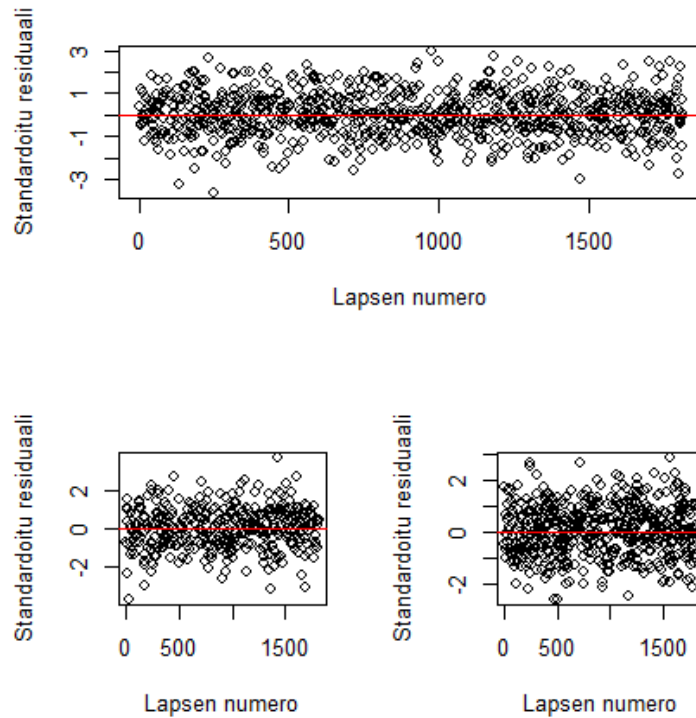 Standardoitu residuaali
3
1
-1
-3
0 500 1000 1500
Lapsen numero
Standardoitu residuaali
2
0
-2
0 500 1500
Lapsen numero
Standardoitu residuaali
2
0
-2
0 500 1500
Lapsen numero